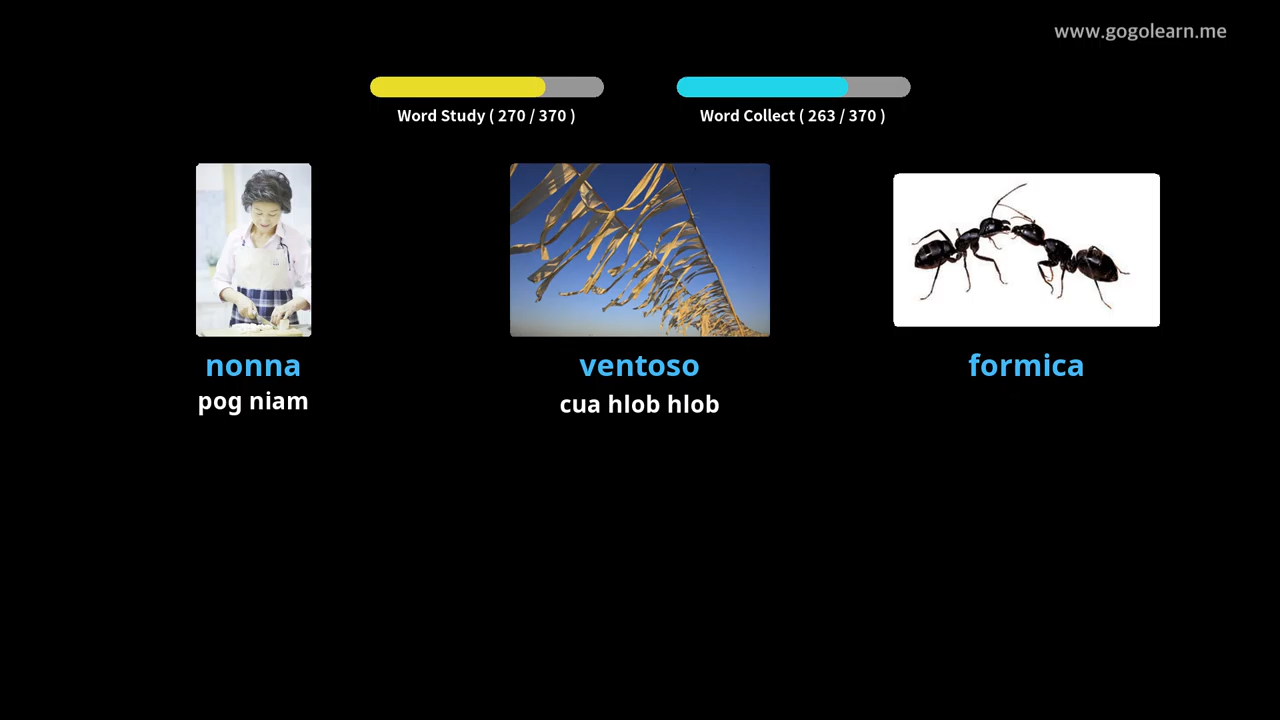 www.gogolearn.me
Word Study ( 270 / 370 )
Word Collect ( 263 / 370 )
nonna
pog niam
ventoso
cua hlob hlob
formica